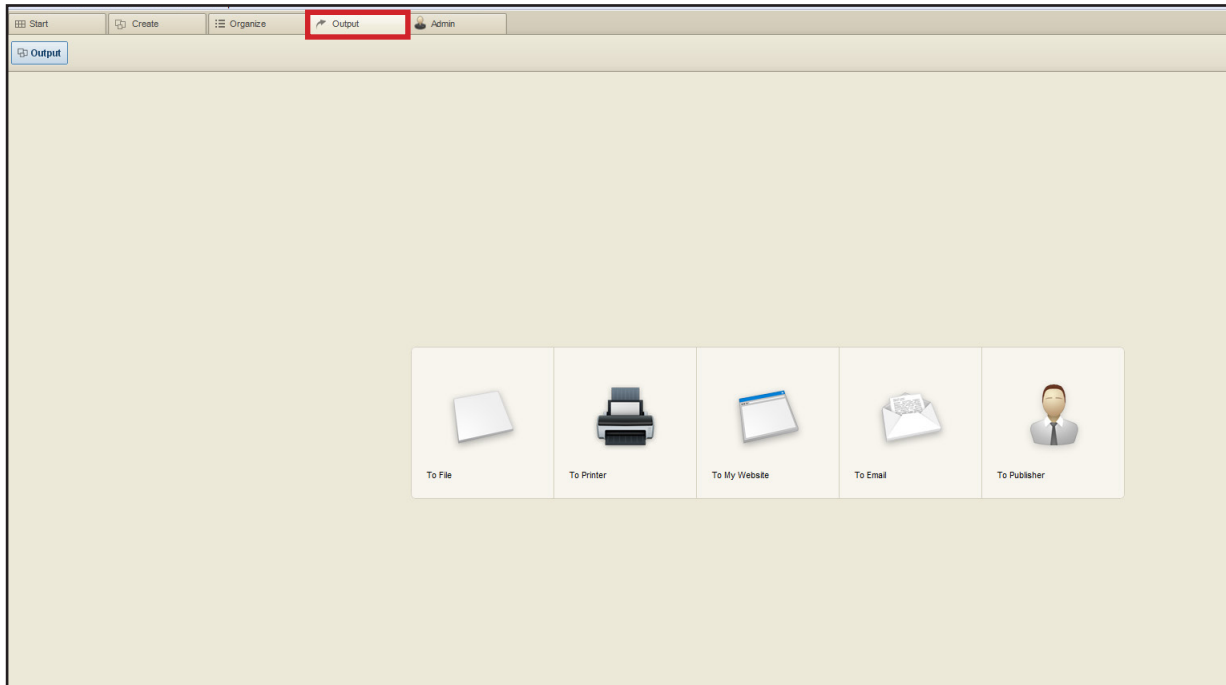 Start
Create
Organize
Output
Admin
Output
To File
To Printer
To My Website
To Email
To Publisher